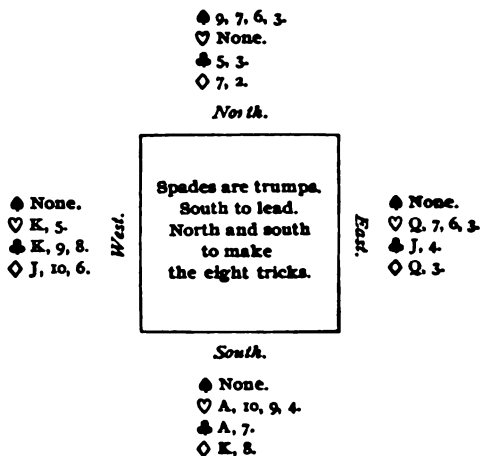 ♠ 9, 7, 6, 3.
♡ None.
♣ 5, 3.
♢ 7, 2.
North.
♠ None.
♡ K, 5.
♣ K, 9, 8.
♢ J, 10, 6.
West.
Spades are trumps.
South to lead.
North and south
to make
the eight tricks.
East.
♠ None.
♡ Q, 7, 6, 3.
♣ J, 4.
♢ Q, 3.
South.
♠ None.
♡ A, 10, 9, 4.
♣ A, 7.
♢ K, 8.